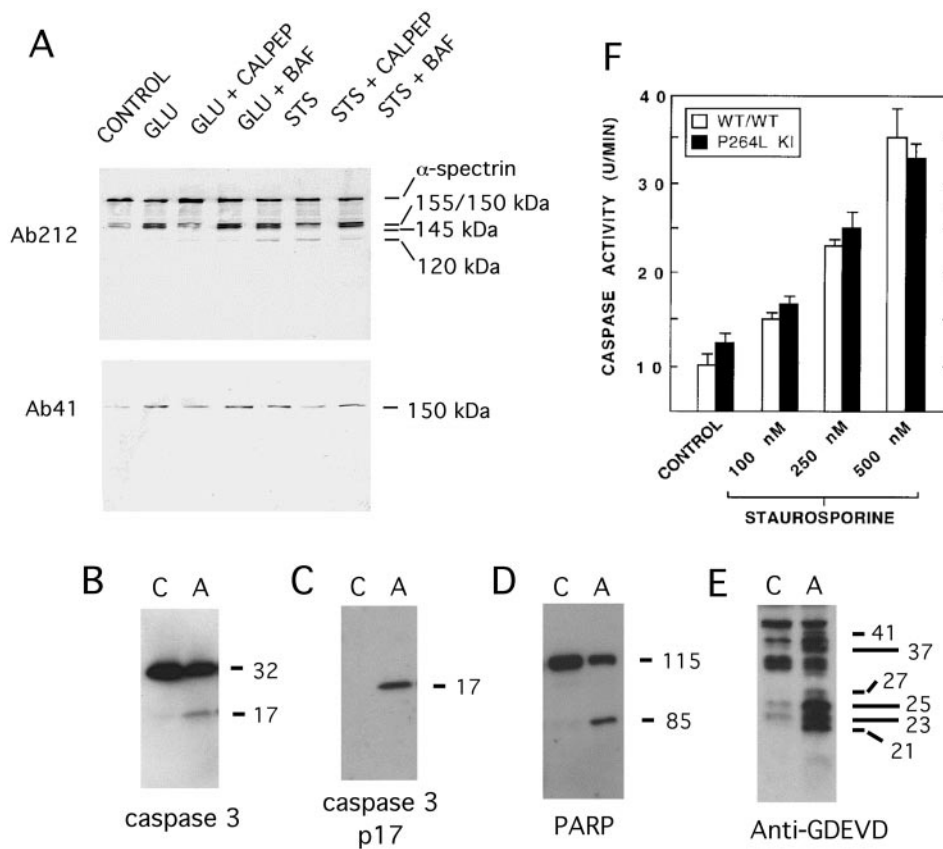 A
CONTROL
GLU
GLU + CALPEP
GLU + BAF
STS
STS + CALPEP
STS + BAF
α-spectrin
155/150 kDa
145 kDa
120 kDa
Ab212
Ab41
150 kDa
F
CASPASE ACTIVITY (U/MIN)
40
30
20
10
WT/WT
P264L KI
CONTROL
100 nM
250 nM
500 nM
STAUROSPORINE
B
C A
32
17
caspase 3
C
C A
17
caspase 3
p17
D
C A
115
85
PARP
E
C A
41
37
27
25
23
21
Anti-GDEVD